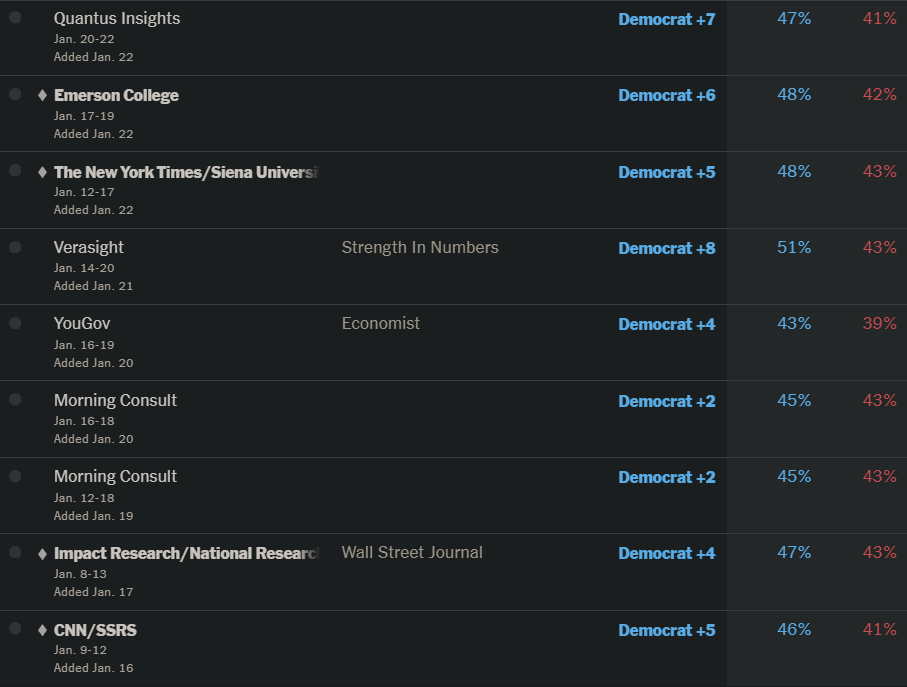 Quantus Insights Democrat +7 47% 41%
Jan. 20-22
Added Jan. 22
Emerson College Democrat +6 48% 42%
Jan. 17-19
Added Jan. 22
The New York Times/Siena Universi Democrat +5 48% 43%
Jan. 12-17
Added Jan. 22
Verasight Strength In Numbers Democrat +8 51% 43%
Jan. 14-20
Added Jan. 21
YouGov Economist Democrat +4 43% 39%
Jan. 16-19
Added Jan. 20
Morning Consult Democrat +2 45% 43%
Jan. 16-18
Added Jan. 20
Morning Consult Democrat +2 45% 43%
Jan. 12-18
Added Jan. 19
Impact Research/National Researc Wall Street Journal Democrat +4 47% 43%
Jan. 8-13
Added Jan. 17
CNN/SSRS Democrat +5 46% 41%
Jan. 9-12
Added Jan. 16